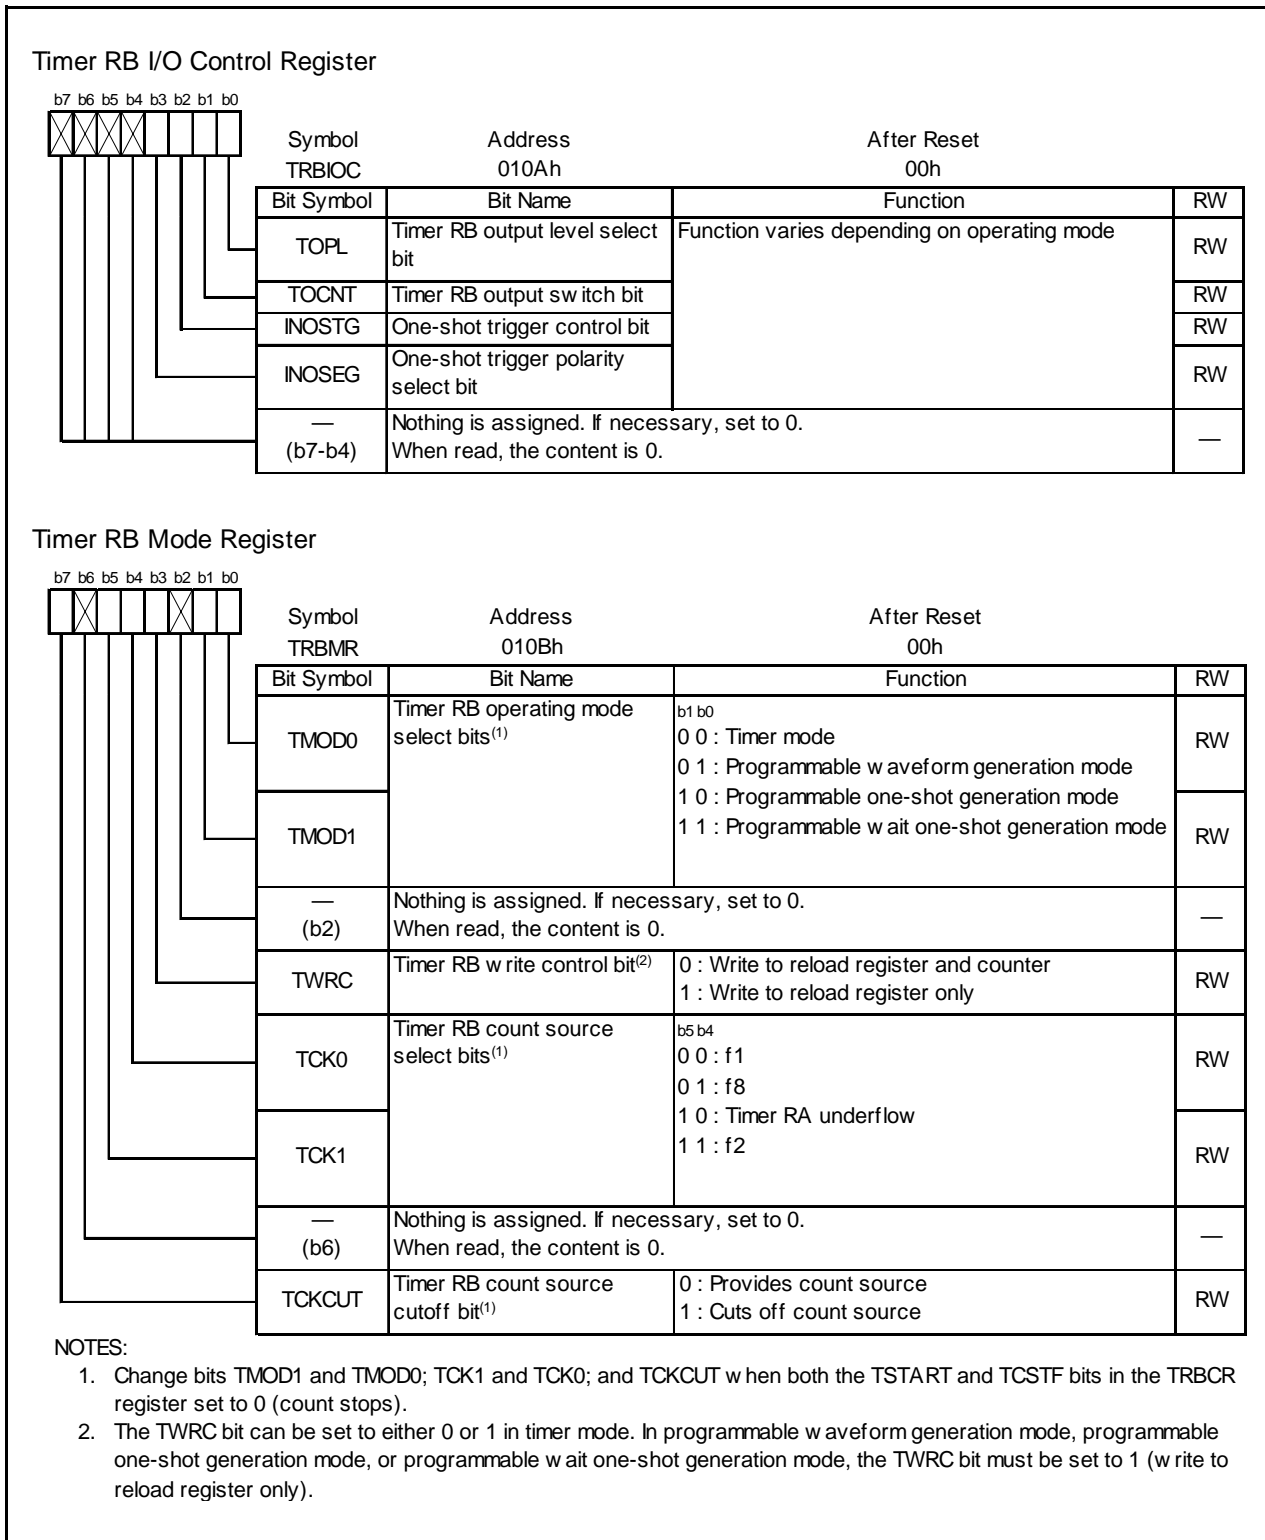 Timer RB I/O Control Register
b7 b6 b5 b4 b3 b2 b1 b0
Symbol Address After Reset
TRBIOC 010Ah 00h
Bit Symbol Bit Name Function RW
TOPL Timer RB output level select bit Function varies depending on operating mode RW
TOCNT Timer RB output switch bit RW
INOSTG One-shot trigger control bit RW
INOSEG One-shot trigger polarity select bit RW
— (b7-b4) Nothing is assigned. If necessary, set to 0.
When read, the content is 0. —
Timer RB Mode Register
b7 b6 b5 b4 b3 b2 b1 b0
Symbol Address After Reset
TRBMR 010Bh 00h
Bit Symbol Bit Name Function RW
TMOD0 Timer RB operating mode select bits(1) b1 b0 RW
0 0 : Timer mode
0 1 : Programmable waveform generation mode
1 0 : Programmable one-shot generation mode
TMOD1 1 1 : Programmable wait one-shot generation mode RW
— (b2) Nothing is assigned. If necessary, set to 0.
When read, the content is 0. —
TWRC Timer RB write control bit(2) 0 : Write to reload register and counter RW
1 : Write to reload register only
TCK0 Timer RB count source select bits(1) b5 b4 RW
0 0 : f1
0 1 : f8
1 0 : Timer RA underflow
TCK1 1 1 : f2 RW
— (b6) Nothing is assigned. If necessary, set to 0.
When read, the content is 0. —
TCKCUT Timer RB count source cutoff bit(1) 0 : Provides count source RW
1 : Cuts off count source
NOTES:
1. Change bits TMOD1 and TMOD0; TCK1 and TCK0; and TCKCUT when both the TSTART and TCSTF bits in the TRBCR
register set to 0 (count stops).
2. The TWRC bit can be set to either 0 or 1 in timer mode. In programmable waveform generation mode, programmable
one-shot generation mode, or programmable wait one-shot generation mode, the TWRC bit must be set to 1 (write to
reload register only).